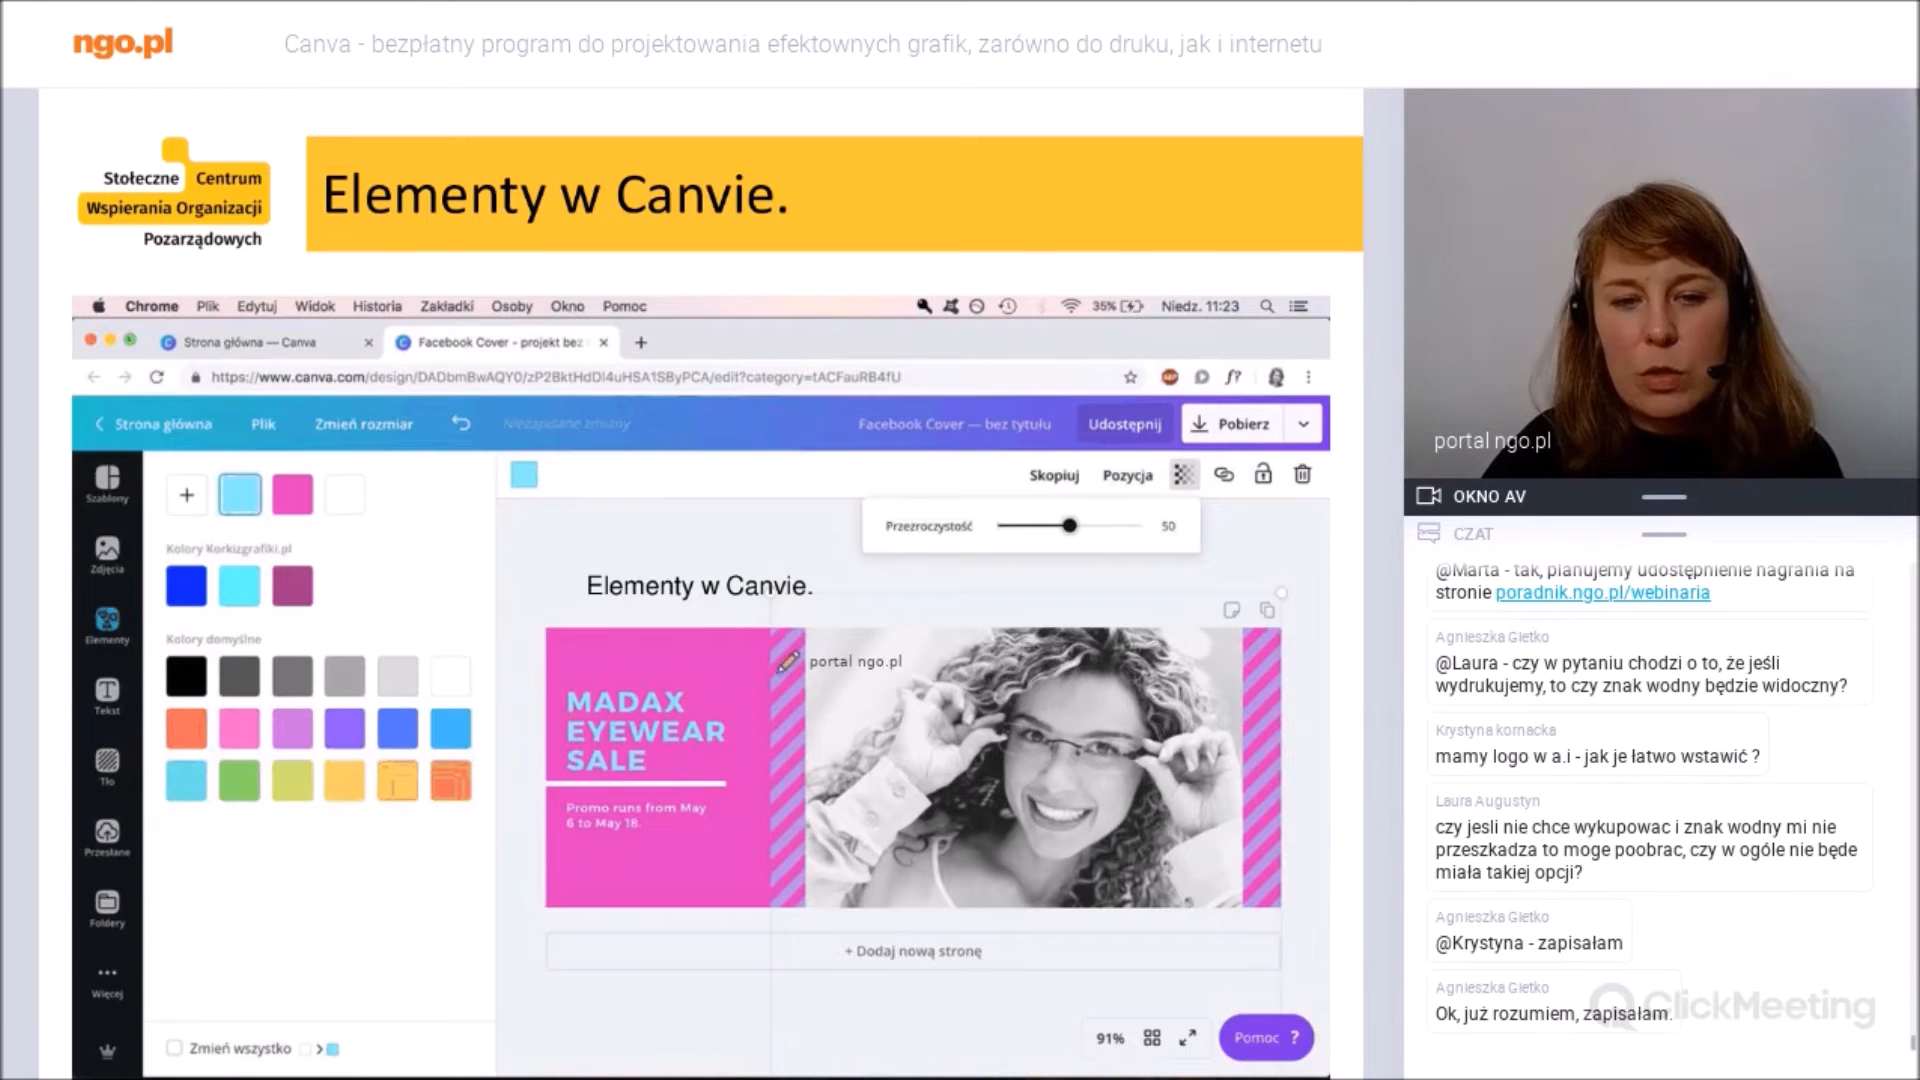 ngo.pl
Canva - bezpłatny program do projektowania efektownych grafik, zarówno do druku, jak i internetu
Stołeczne Centrum
Wspierania Organizacji
Pozarządowych
Elementy w Canvie.
Chrome Plik Edytuj Widok Historia Zakładki Osoby Okno Pomoc
35% Niedz. 11:23
Strona główna — Canva
Facebook Cover - projekt bez
https://www.canva.com/design/DADbmBwAQY0/zP2BktHdDl4uHSA1SByPCA/edit?category=tACFauRB4fU
Strona główna Plik Zmień rozmiar Niezapisane zmiany Facebook Cover — bez tytułu Udostępnij Pobierz
Szablony
Zdjęcia
Elementy
Tekst
Tło
Przesłane
Foldery
Więcej
Kolory Korkizgrafiki.pl
Kolory domyślne
Zmień wszystko
Skopiuj Pozycja
Przezroczystość 50
Elementy w Canvie.
portal ngo.pl
MADAX
EYEWEAR
SALE
Promo runs from May
6 to May 18.
+ Dodaj nową stronę
91%
Pomoc ?
portal ngo.pl
OKNO AV
CZAT
@Marta - tak, planujemy udostępnienie nagrania na
stronie poradnik.ngo.pl/webinaria
Agnieszka Gietko
@Laura - czy w pytaniu chodzi o to, że jeśli
wydrukujemy, to czy znak wodny będzie widoczny?
Krystyna kornacka
mamy logo w a.i - jak je łatwo wstawić ?
Laura Augustyn
czy jesli nie chce wykupowac i znak wodny mi nie
przeszkadza to moge poobrac, czy w ogóle nie będe
miała takiej opcji?
Agnieszka Gietko
@Krystyna - zapisałam
Agnieszka Gietko
Ok, już rozumiem, zapisałam.
ClickMeeting